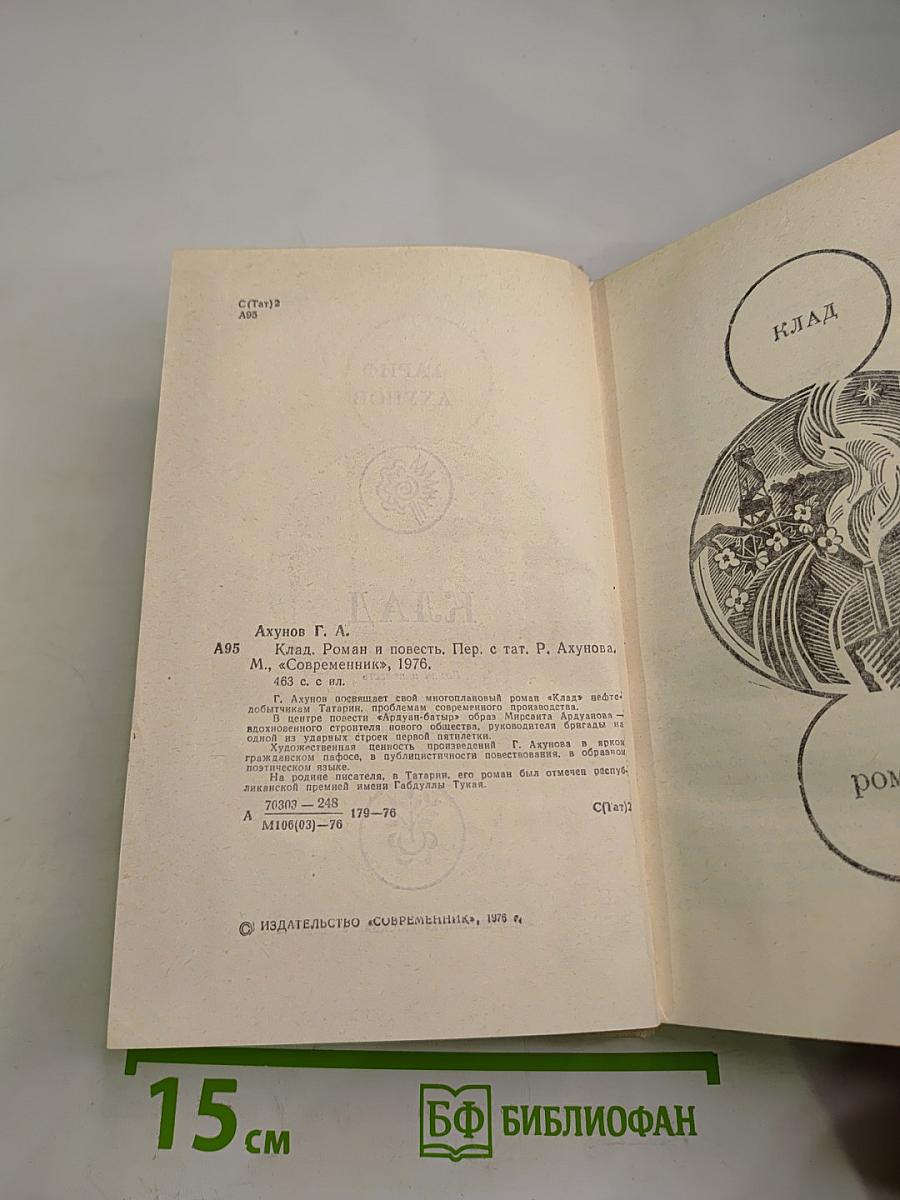 С(Тат)2
А95
Ахунов Г. А.
А95 Клад. Роман и повесть. Пер. с тат. Р. Ахунова.
М., «Современник», 1976.
463 с. с ил.
Г. Ахунов посвящает свой многоплановый роман «Клад» нефте-
добытчикам Татарии, проблемам современного производства.
В центре повести «Ардуан-батыр» образ Мирсаита Ардуанова —
вдохновенного строителя нового общества, руководителя бригады на
одной из ударных строек первой пятилетки.
Художественная ценность произведений Г. Ахунова в ярком
гражданском пафосе, в публицистичности повествования, в образном
поэтическом языке.
На родине писателя, в Татарии, его роман был отмечен респуб-
ликанской премией имени Габдуллы Тукая.
А 70303 — 248 179—76 С(Тат)2
М106(03)—76
© ИЗДАТЕЛЬСТВО «СОВРЕМЕННИК», 1976 г.
КЛАД
ром
15 см
БФ БИБЛИОФАН